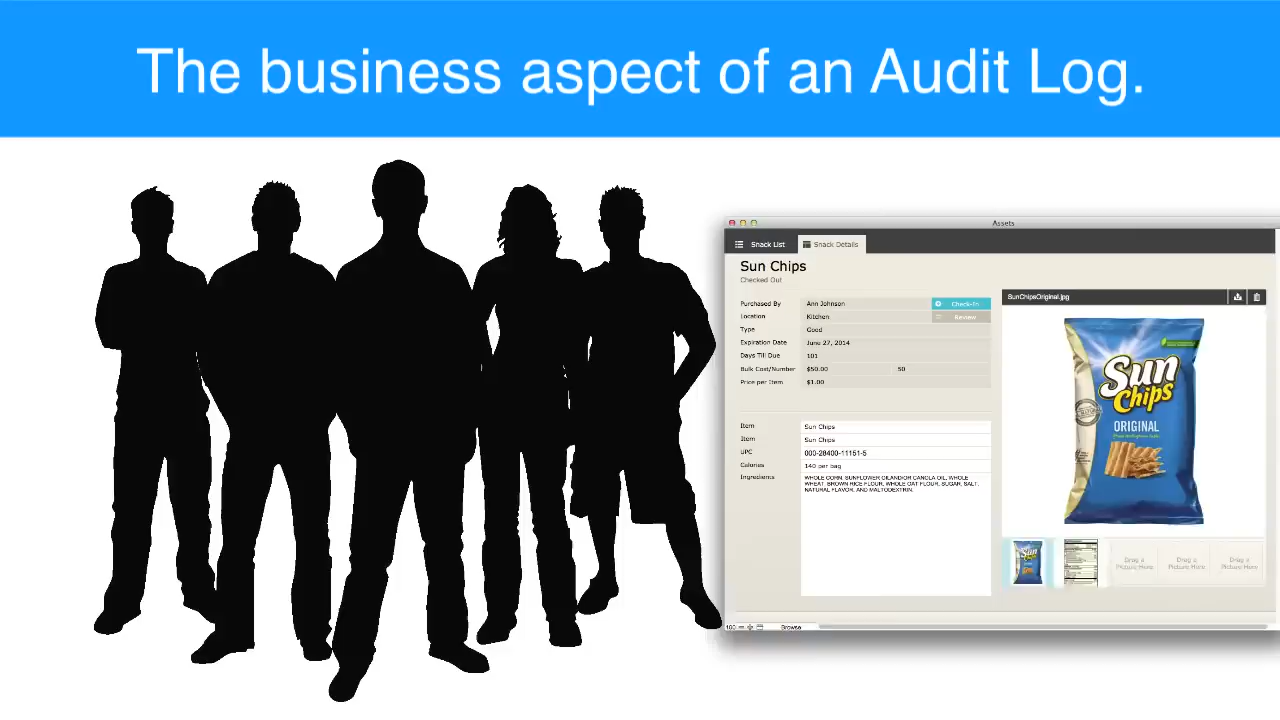 The business aspect of an Audit Log.
Assets
Snack List
Snack Details
Sun Chips
Checked Out
Purchased By Ann Johnson Check-In
Location Kitchen Review
Type Good
Expiration Date June 27, 2014
Days Till Due 101
Bulk Cost/Number $50.00 50
Price per Item $1.00
Item Sun Chips
Item Sun Chips
UPC 000-28400-11151-5
Calories 140 per bag
Ingredients WHOLE CORN, SUNFLOWER OILAND/OR CANOLA OIL, WHOLE
WHEAT, BROWN RICE FLOUR, WHOLE OAT FLOUR, SUGAR, SALT,
NATURAL FLAVOR, AND MALTODEXTRIN.
SunChipsOriginal.jpg
Sun
Chips
ORIGINAL
Drag a
Picture Here
Drag a
Picture Here
Drag a
Picture Here
100
Browse